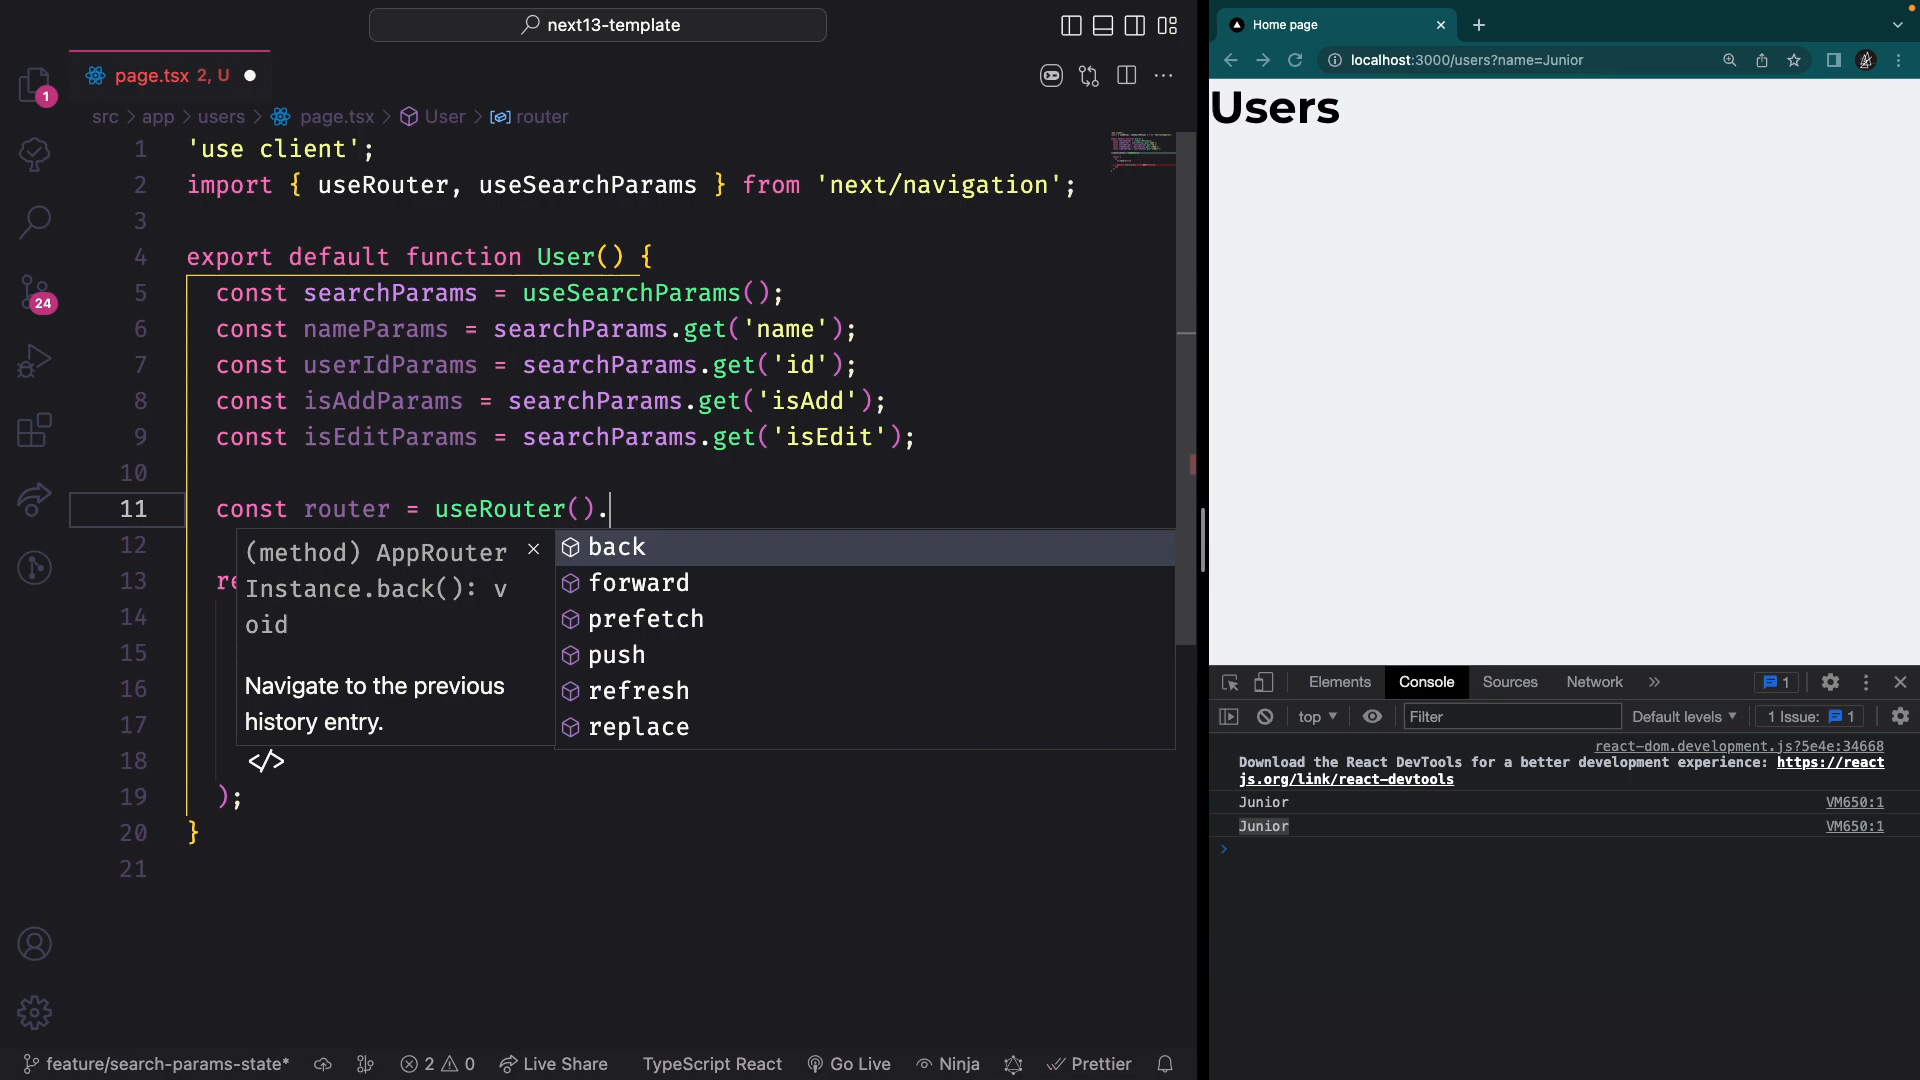 next13-template
page.tsx 2, U
src > app > users > page.tsx > User > router
1 'use client';
2 import { useRouter, useSearchParams } from 'next/navigation';
3
4 export default function User() {
5 const searchParams = useSearchParams();
6 const nameParams = searchParams.get('name');
7 const userIdParams = searchParams.get('id');
8 const isAddParams = searchParams.get('isAdd');
9 const isEditParams = searchParams.get('isEdit');
10
11 const router = useRouter().
12
13 re
14
15
16
17
18 </>
19 );
20 }
21
(method) AppRouter
Instance.back(): v
oid
Navigate to the previous
history entry.
back
forward
prefetch
push
refresh
replace
1
24
feature/search-params-state* 2 0 Live Share TypeScript React Go Live Ninja Prettier
Home page
localhost:3000/users?name=Junior
Users
Elements Console Sources Network 1
top Filter Default levels 1 Issue: 1
react-dom.development.js?5e4e:34668
Download the React DevTools for a better development experience: https://react
js.org/link/react-devtools
Junior VM650:1
Junior VM650:1